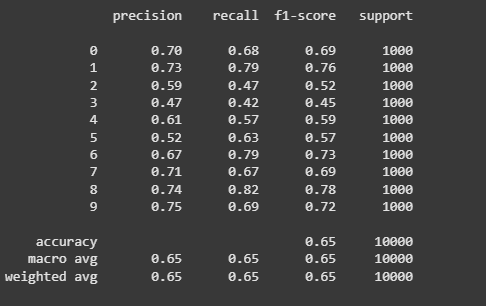 precision recall f1-score support
0 0.70 0.68 0.69 1000
1 0.73 0.79 0.76 1000
2 0.59 0.47 0.52 1000
3 0.47 0.42 0.45 1000
4 0.61 0.57 0.59 1000
5 0.52 0.63 0.57 1000
6 0.67 0.79 0.73 1000
7 0.71 0.67 0.69 1000
8 0.74 0.82 0.78 1000
9 0.75 0.69 0.72 1000
accuracy 0.65 10000
macro avg 0.65 0.65 0.65 10000
weighted avg 0.65 0.65 0.65 10000